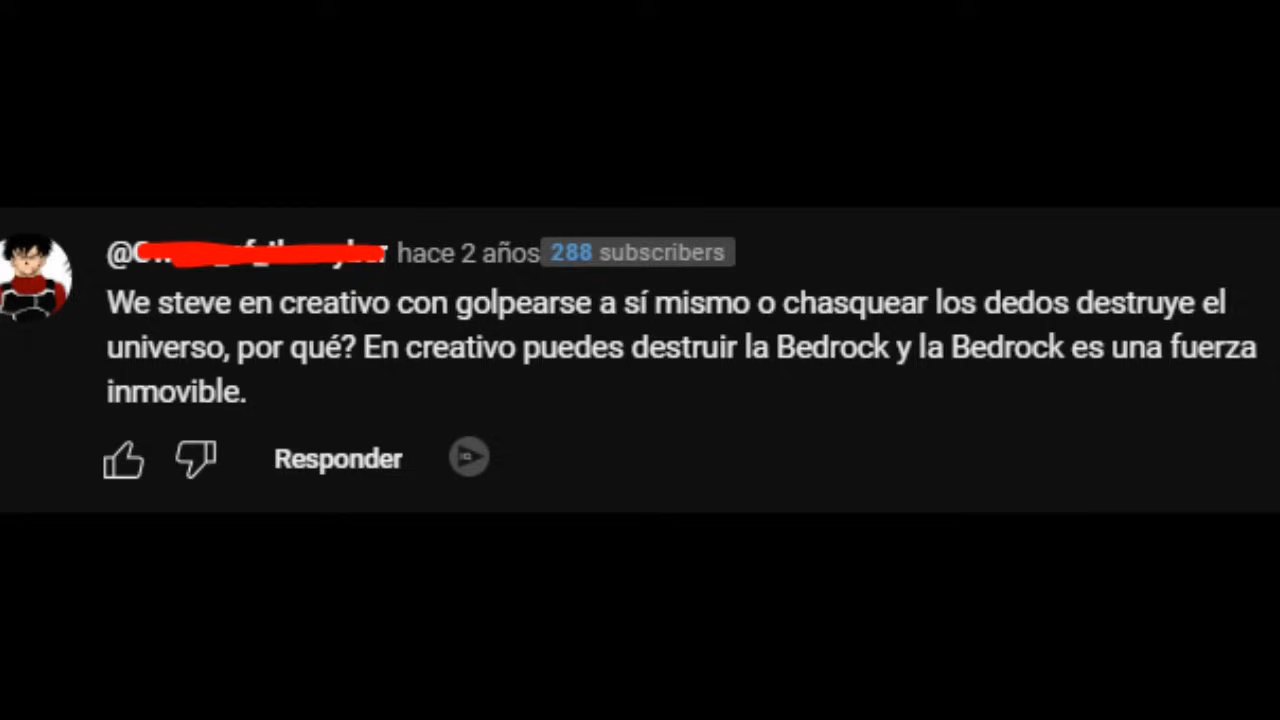 hace 2 años 288 subscribers
We steve en creativo con golpearse a sí mismo o chasquear los dedos destruye el
universo, por qué? En creativo puedes destruir la Bedrock y la Bedrock es una fuerza
inmovible.
Responder